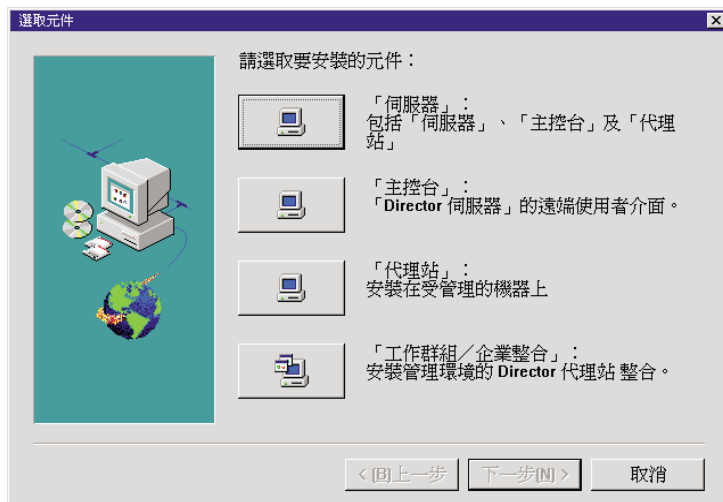 選取元件
請選取要安裝的元件：
「伺服器」：
包括「伺服器」、「主控台」及「代理
站」
「主控台」：
「Director 伺服器」的遠端使用者介面。
「代理站」：
安裝在受管理的機器上
「工作群組／企業整合」：
安裝管理環境的 Director 代理站 整合。
< (B)上一步
下一步(N) >
取消